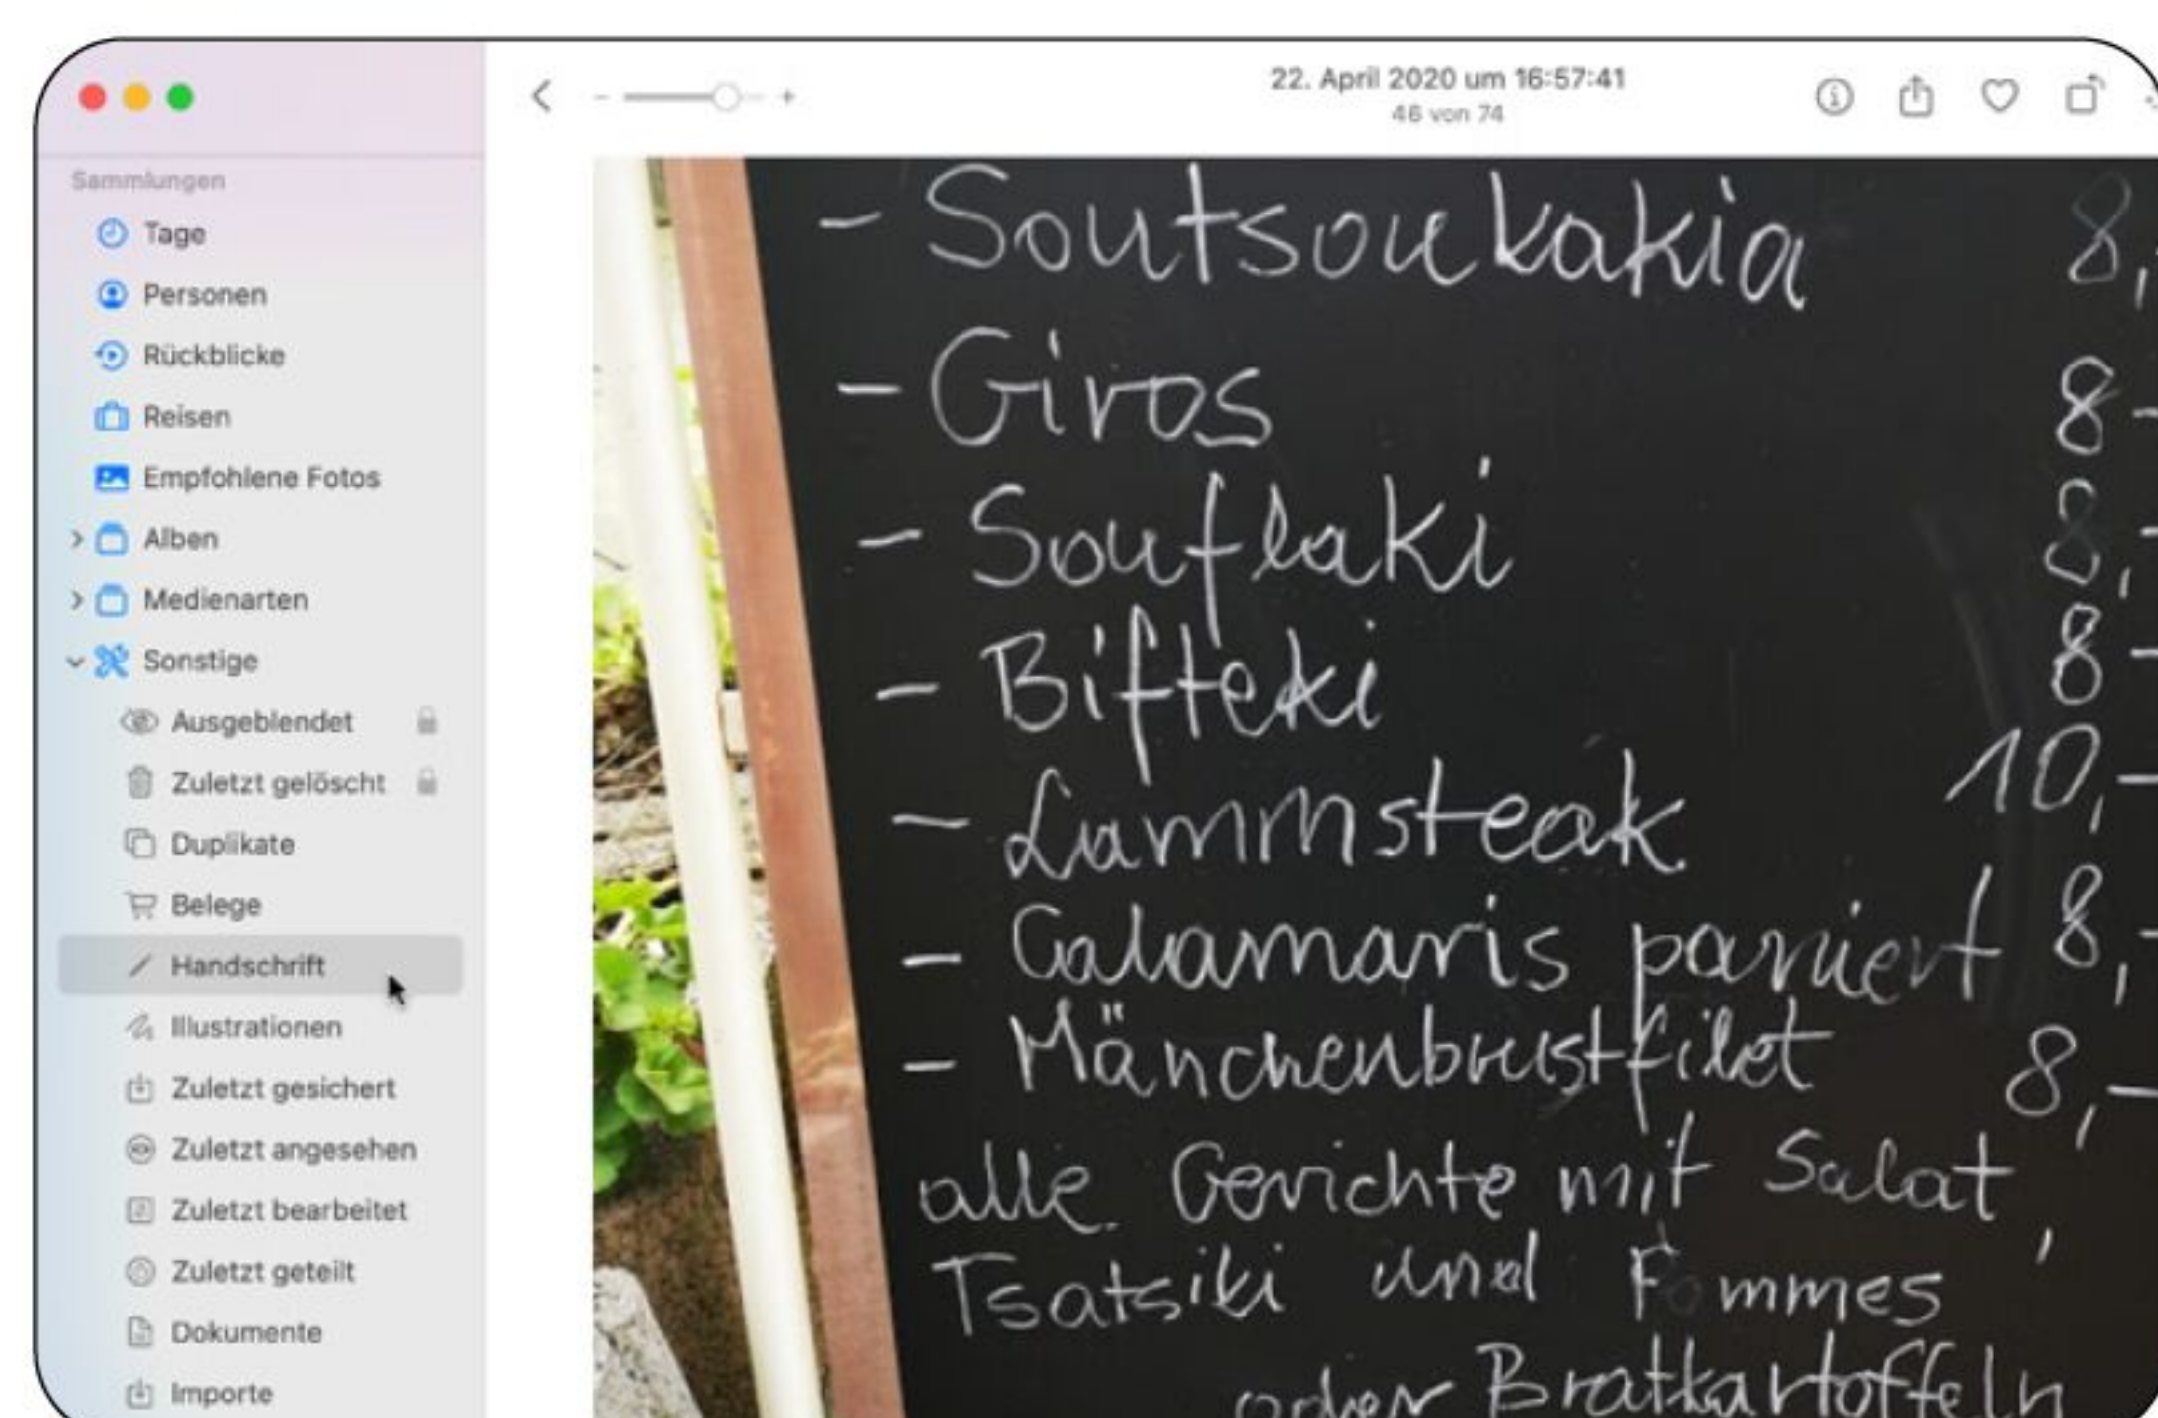 22. April 2020 um 16:57:41
46 von 74
Sammlungen
Tage
Personen
Rückblicke
Reisen
Empfohlene Fotos
Alben
Medienarten
Sonstige
Ausgeblendet
Zuletzt gelöscht
Duplikate
Belege
Handschrift
Illustrationen
Zuletzt gesichert
Zuletzt angesehen
Zuletzt bearbeitet
Zuletzt geteilt
Dokumente
Importe
- Soutsoukakia 8,
- Giros 8-
- Souflaki 8,-
- Bifteki 8-
- Lammsteak 10,-
- Calamaris paniert 8,-
- Hänchenbrustfilet 8,-
alle Gerichte mit Salat,
Tsatsiki und Pommes
oder Bratkartoffeln